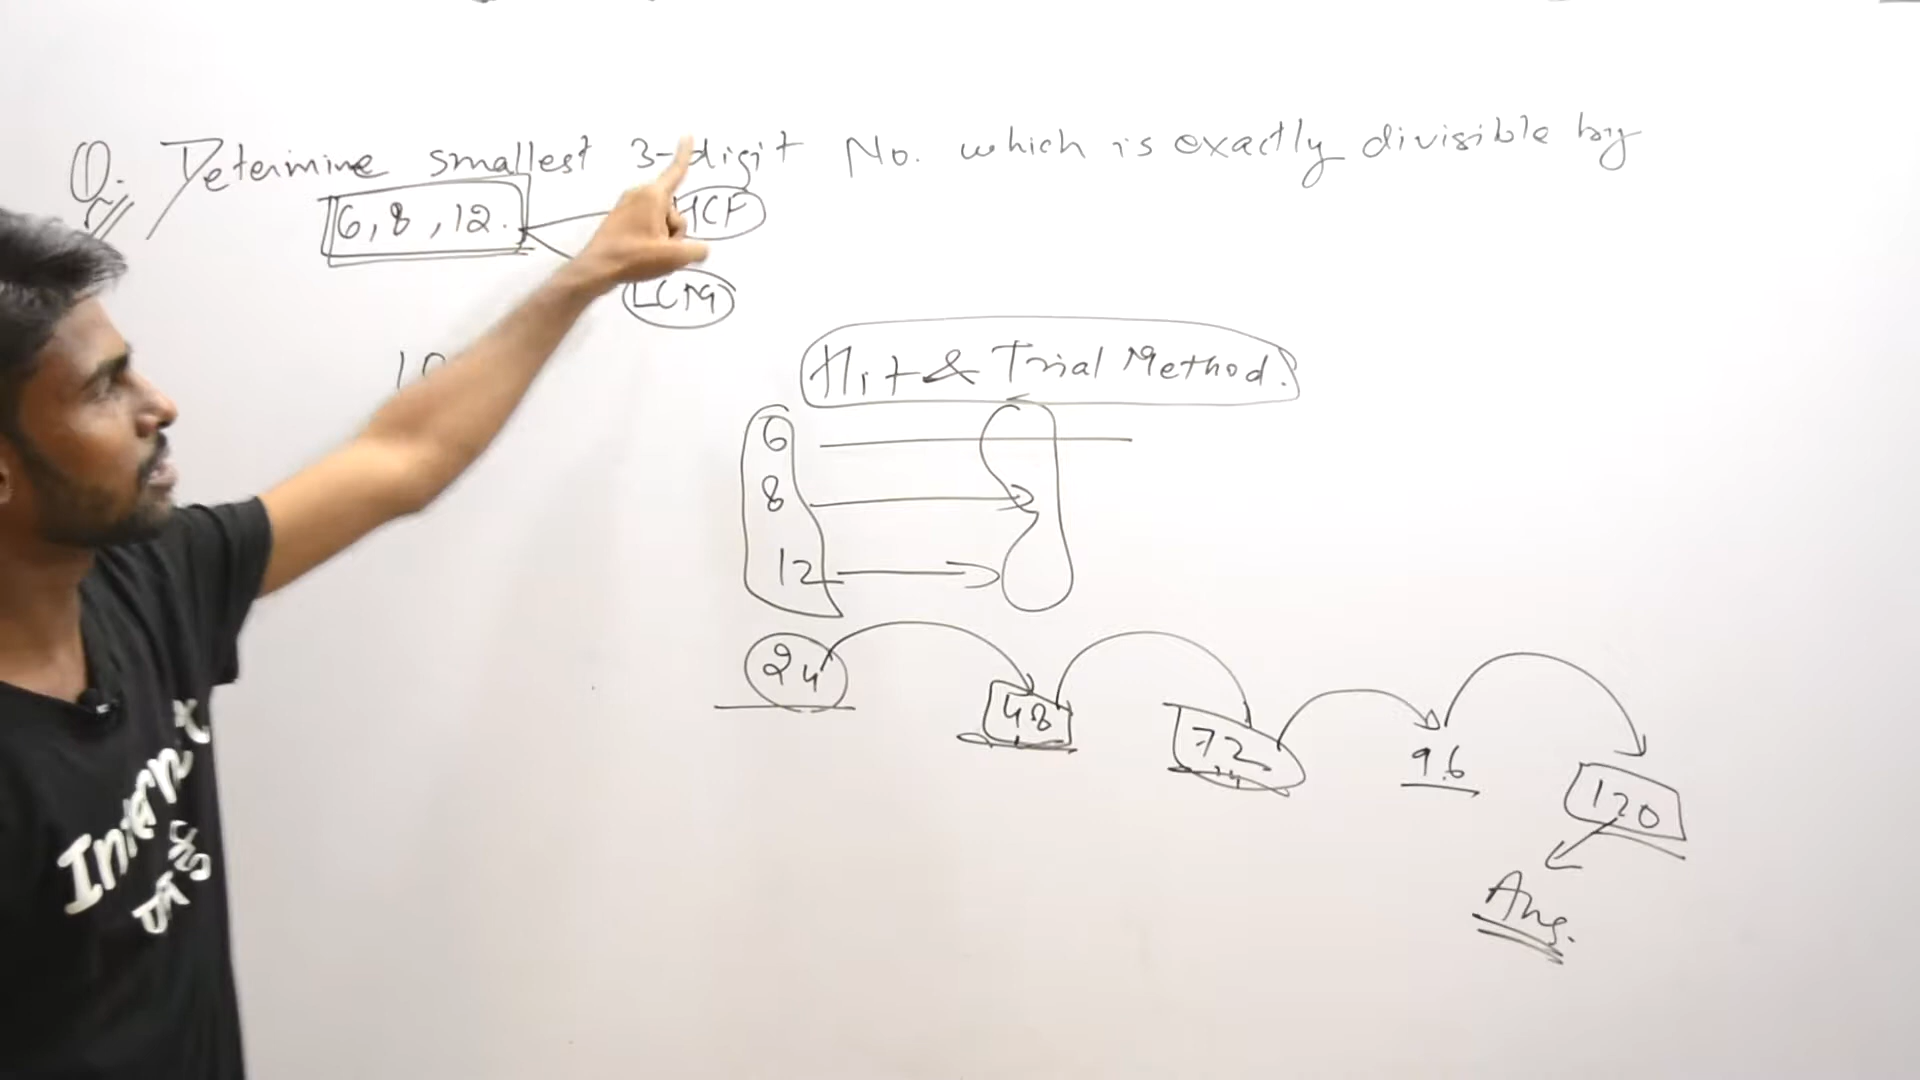 Q. Determine smallest 3-digit No. which is exactly divisible by
6, 8, 12.
HCF
LCM
10
Hit & Trial Method.
6
8
12
24
48
72
96
120
Ans.